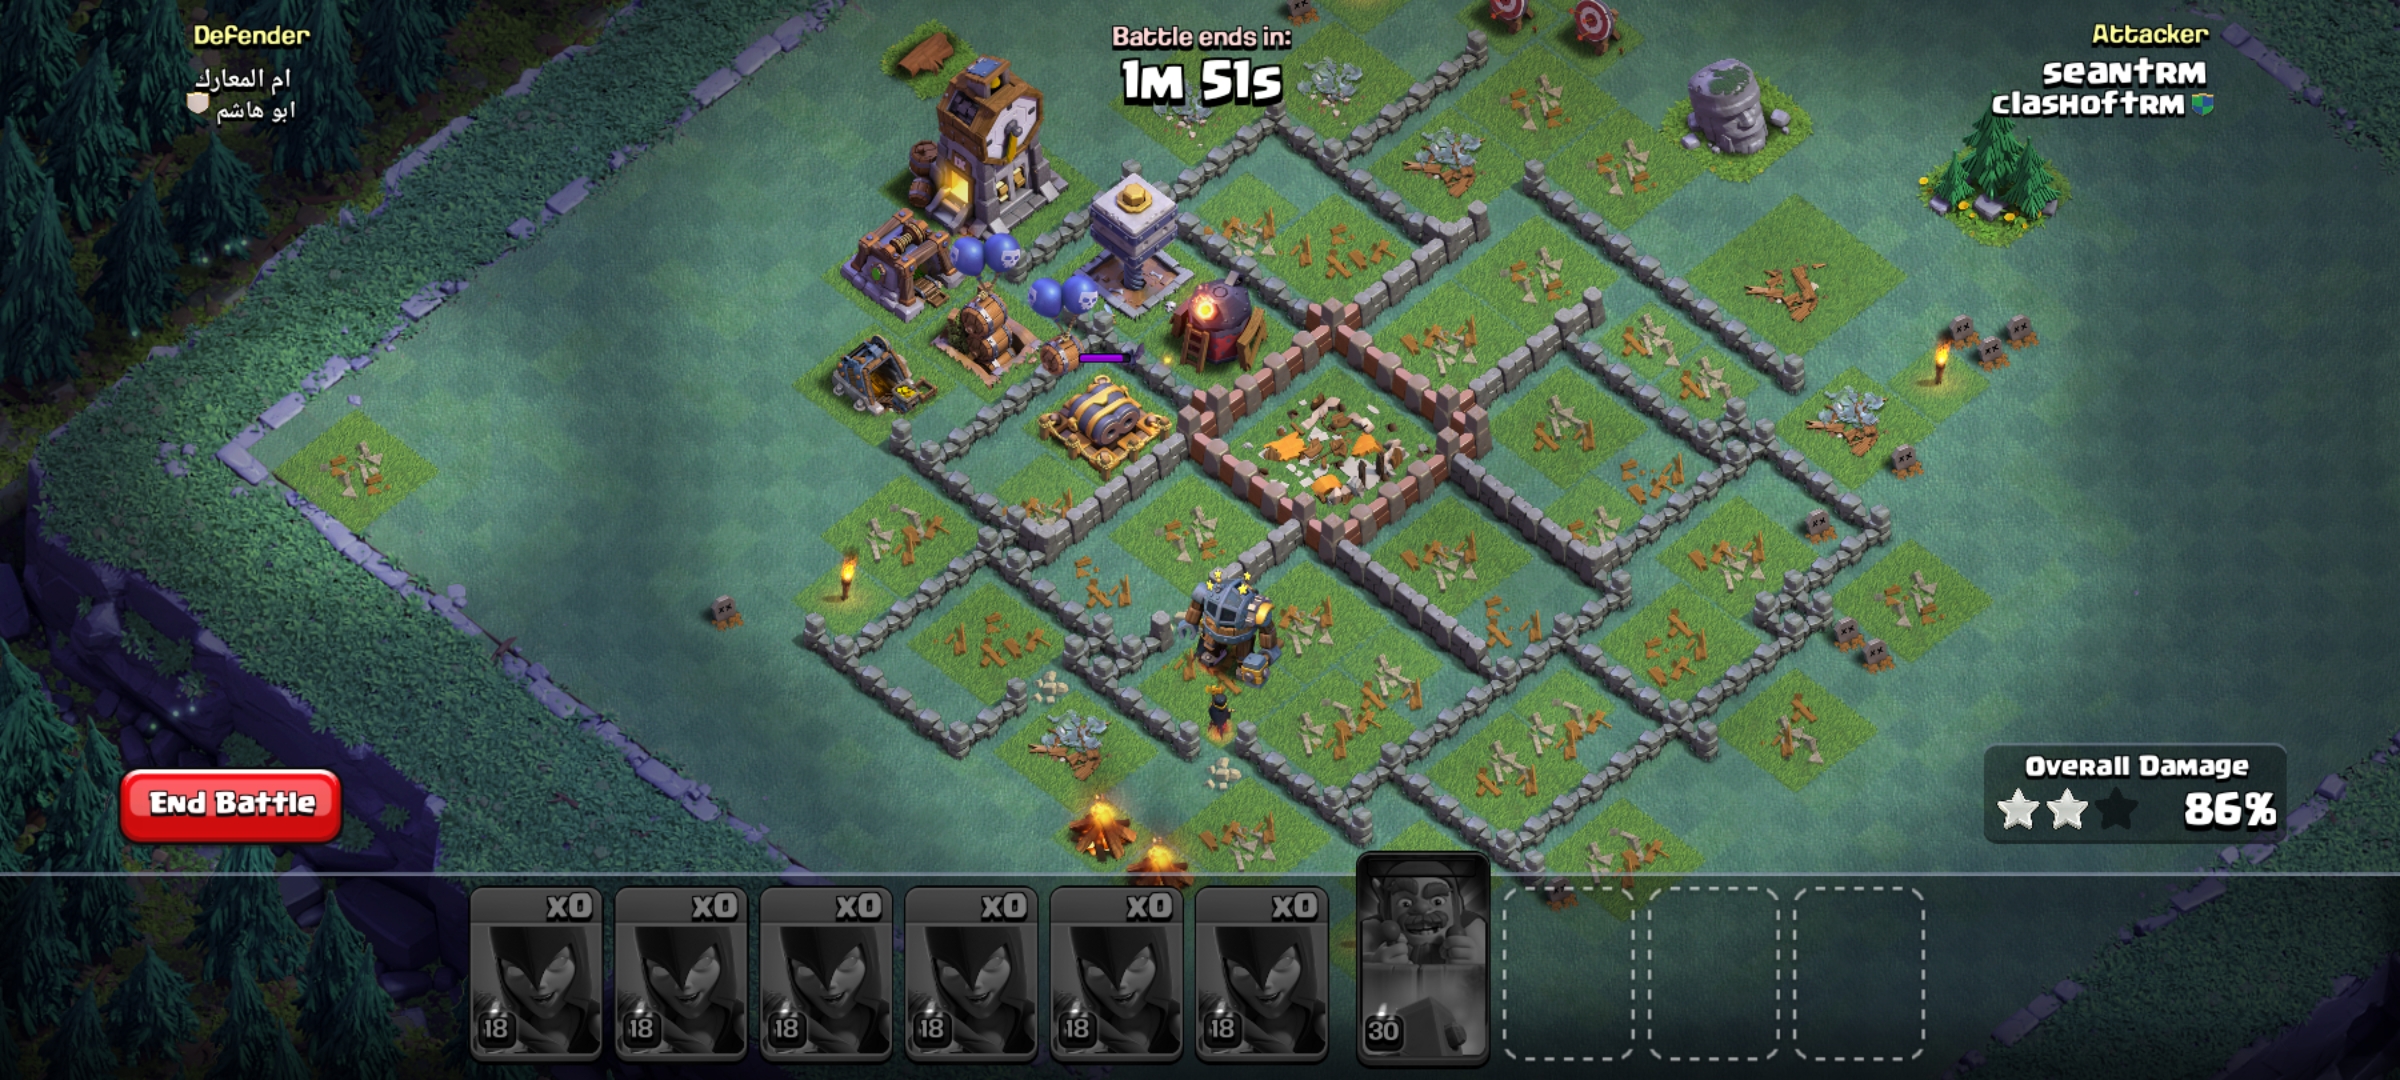 Defender
ام المعارك
ابو هاشم
Battle ends in:
1M 51s
Attacker
seantRM
clashoftRM
End Battle
Overall Damage
86%
x0 x0 x0 x0 x0 x0
18 18 18 18 18 18 30